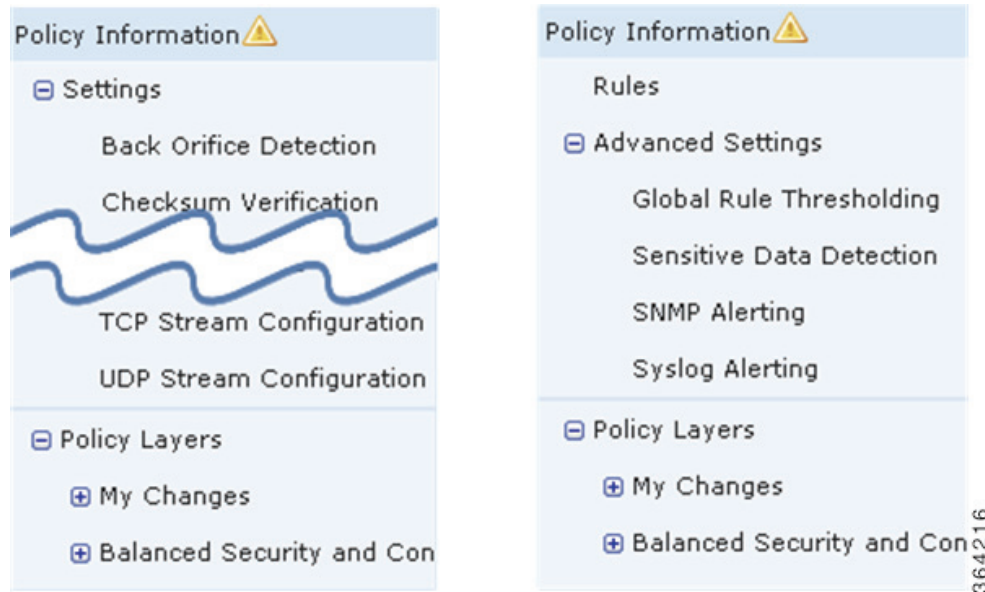 Policy Information
Settings
Back Orifice Detection
Checksum Verification
TCP Stream Configuration
UDP Stream Configuration
Policy Layers
My Changes
Balanced Security and Con
Policy Information
Rules
Advanced Settings
Global Rule Thresholding
Sensitive Data Detection
SNMP Alerting
Syslog Alerting
Policy Layers
My Changes
Balanced Security and Con
364216